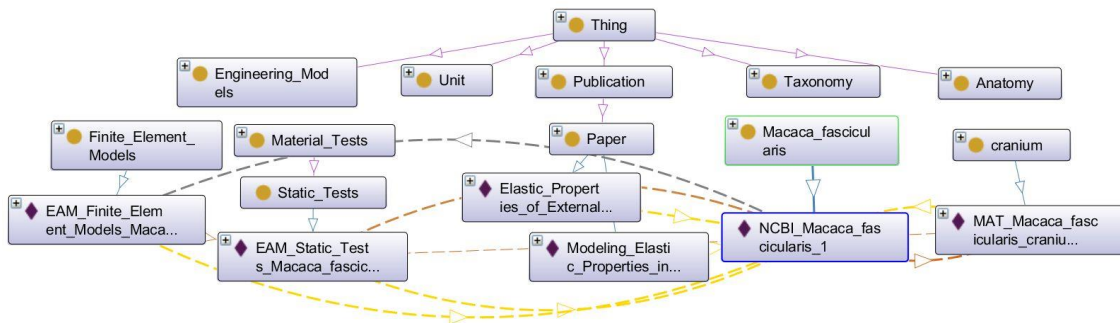 Thing
Engineering_Mod
els
Unit
Publication
Taxonomy
Anatomy
Finite_Element_
Models
Material_Tests
Paper
Macaca_fascicul
aris
cranium
Static_Tests
EAM_Finite_Elem
ent_Models_Maca...
EAM_Static_Test
s_Macaca_fascic...
Elastic_Propert
ies_of_External...
Modeling_Elasti
c_Properties_in...
NCBI_Macaca_fas
cicularis_1
MAT_Macaca_fasc
icularis_craniu...